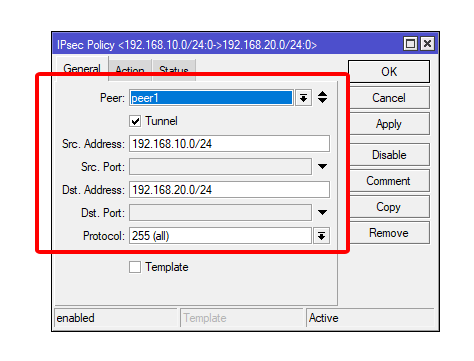 IPsec Policy <192.168.10.0/24:0->192.168.20.0/24:0>
General Action Status
OK
Peer: peer1
Cancel
Tunnel
Apply
Src. Address: 192.168.10.0/24
Disable
Src. Port:
Comment
Dst. Address: 192.168.20.0/24
Copy
Dst. Port:
Protocol: 255 (all)
Remove
Template
enabled Template Active